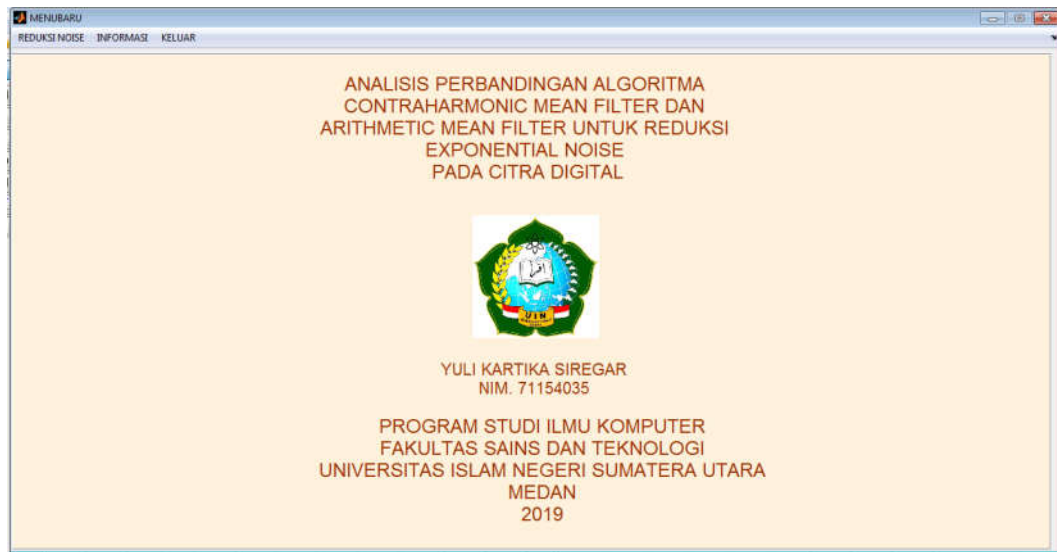 MENUBARU
REDUKSI NOISE INFORMASI KELUAR
ANALISIS PERBANDINGAN ALGORITMA
CONTRAHARMONIC MEAN FILTER DAN
ARITHMETIC MEAN FILTER UNTUK REDUKSI
EXPONENTIAL NOISE
PADA CITRA DIGITAL
UIN
YULI KARTIKA SIREGAR
NIM. 71154035
PROGRAM STUDI ILMU KOMPUTER
FAKULTAS SAINS DAN TEKNOLOGI
UNIVERSITAS ISLAM NEGERI SUMATERA UTARA
MEDAN
2019